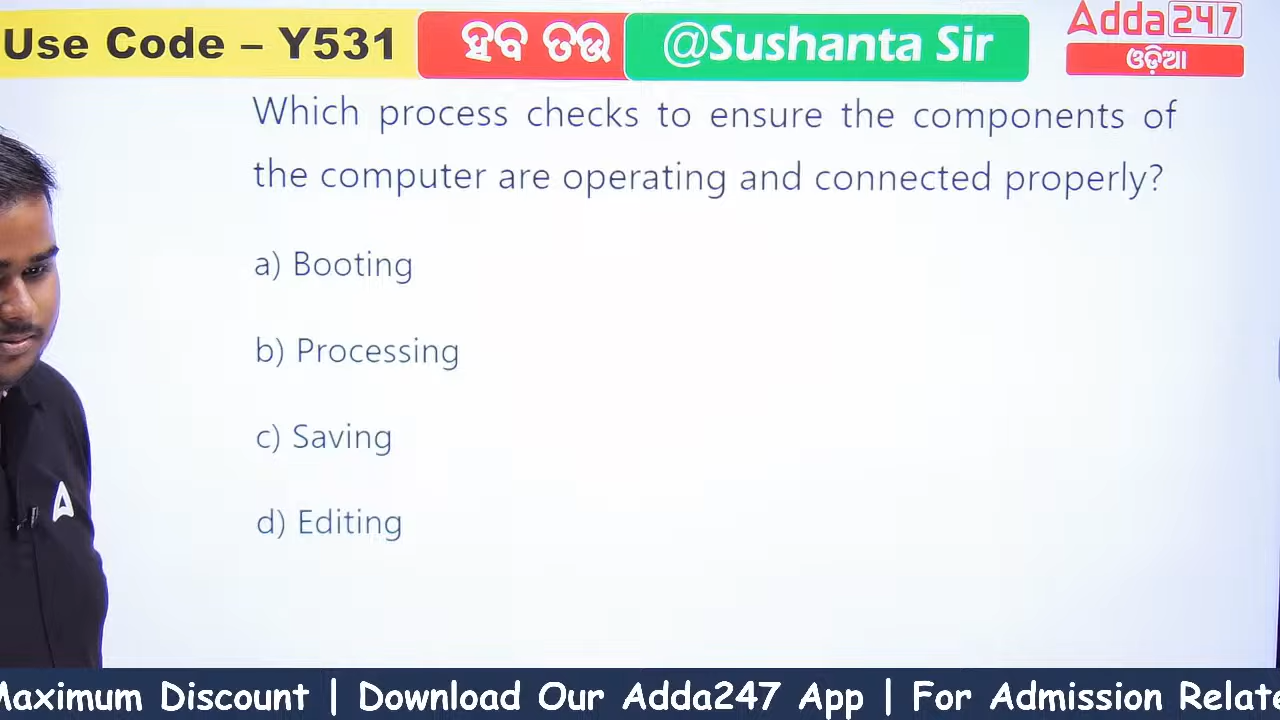 Use Code – Y531
ହବ ତଉ
@Sushanta Sir
Adda247
ଓଡ଼ିଆ
Which process checks to ensure the components of
the computer are operating and connected properly?
a) Booting
b) Processing
c) Saving
d) Editing
Maximum Discount | Download Our Adda247 App | For Admission Relate